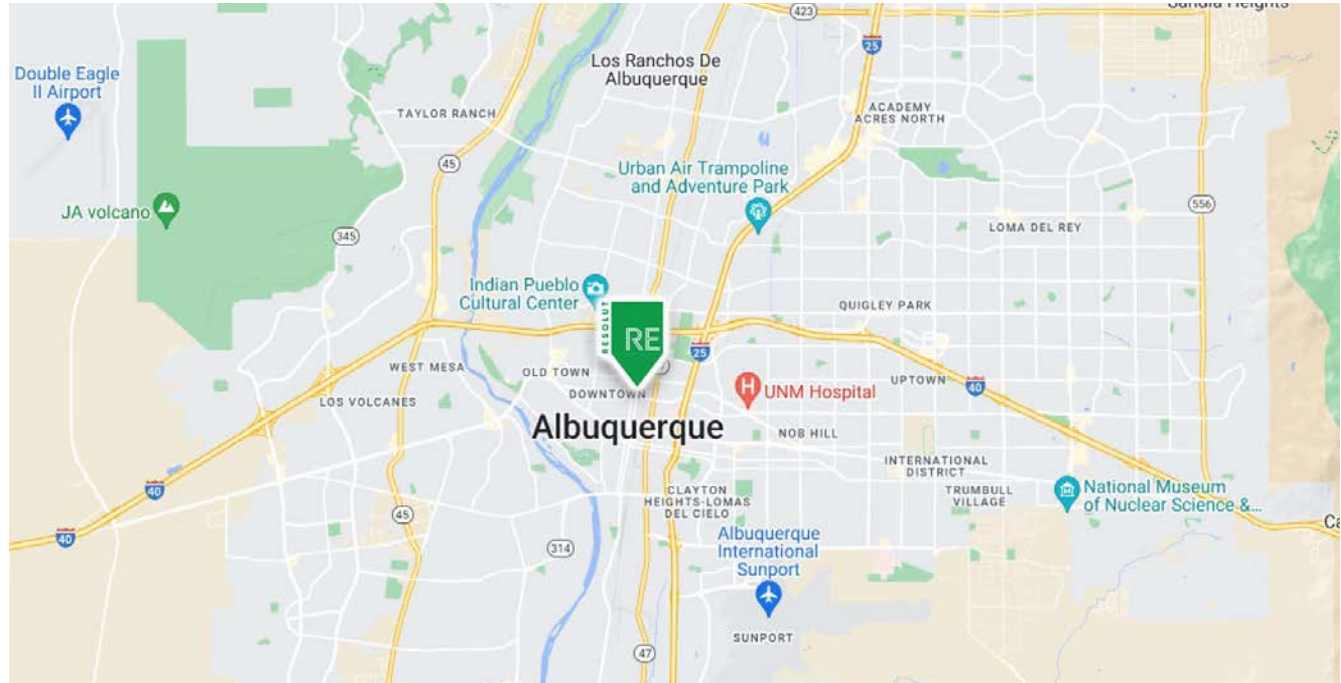 423
Sandia Heights
25
Los Ranchos De
Albuquerque
Double Eagle
II Airport
TAYLOR RANCH
ACADEMY
ACRES NORTH
45
Urban Air Trampoline
and Adventure Park
JA volcano
556
345
LOMA DEL REY
Indian Pueblo
Cultural Center
RESOLUT
RE
QUIGLEY PARK
25
WEST MESA
OLD TOWN
UPTOWN
40
DOWNTOWN
UNM Hospital
LOS VOLCANES
Albuquerque
NOB HILL
INTERNATIONAL
DISTRICT
40
CLAYTON
HEIGHTS-LOMAS
DEL CIELO
TRUMBULL
VILLAGE
National Museum
of Nuclear Science &...
45
40
314
Albuquerque
International
Sunport
SUNPORT
47